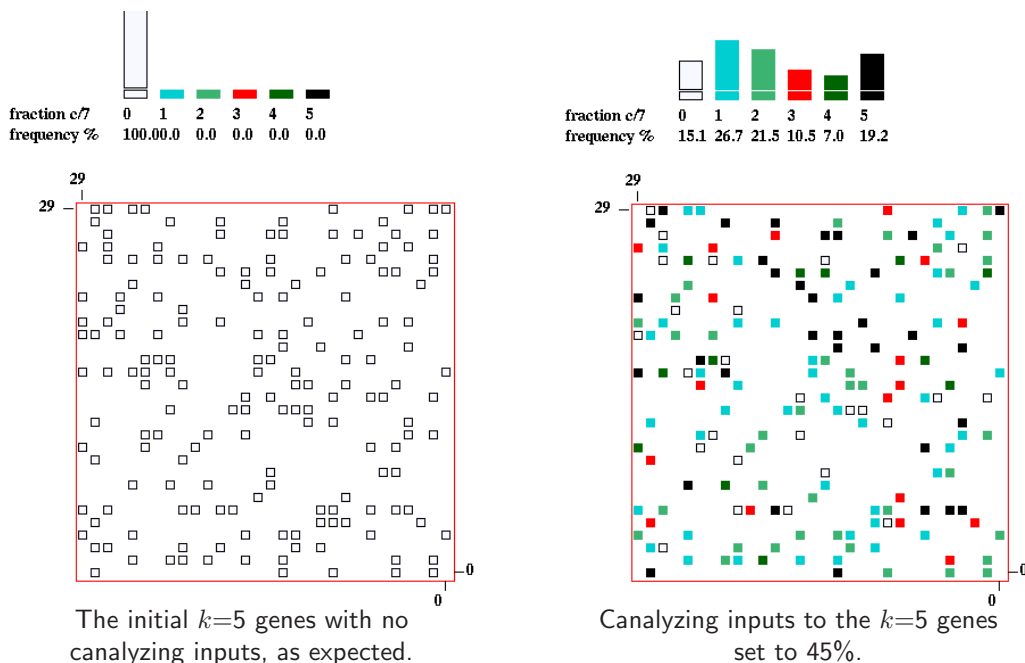 fraction c/7 0 1 2 3 4 5
frequency % 100.00.0 0.0 0.0 0.0 0.0
29
29
0
0
The initial k=5 genes with no
canalyzing inputs, as expected.
fraction c/7 0 1 2 3 4 5
frequency % 15.1 26.7 21.5 10.5 7.0 19.2
29
29
0
0
Canalyzing inputs to the k=5 genes
set to 45%.